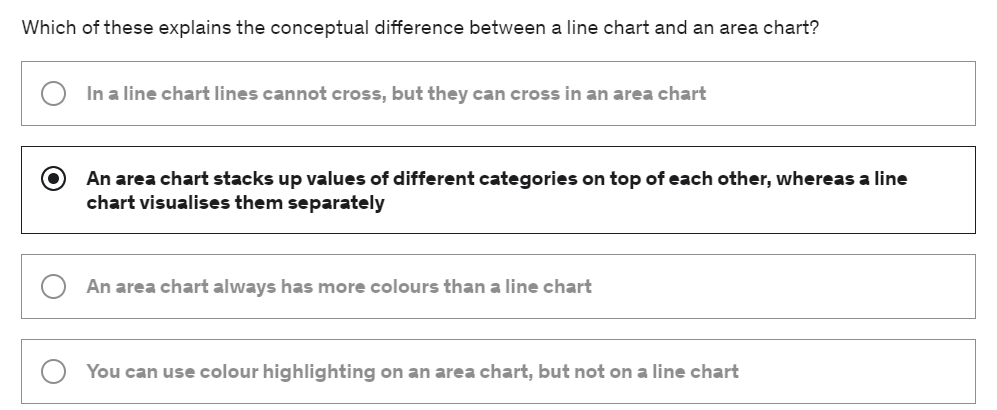 Which of these explains the conceptual difference between a line chart and an area chart?
In a line chart lines cannot cross, but they can cross in an area chart
An area chart stacks up values of different categories on top of each other, whereas a line
chart visualises them separately
An area chart always has more colours than a line chart
You can use colour highlighting on an area chart, but not on a line chart